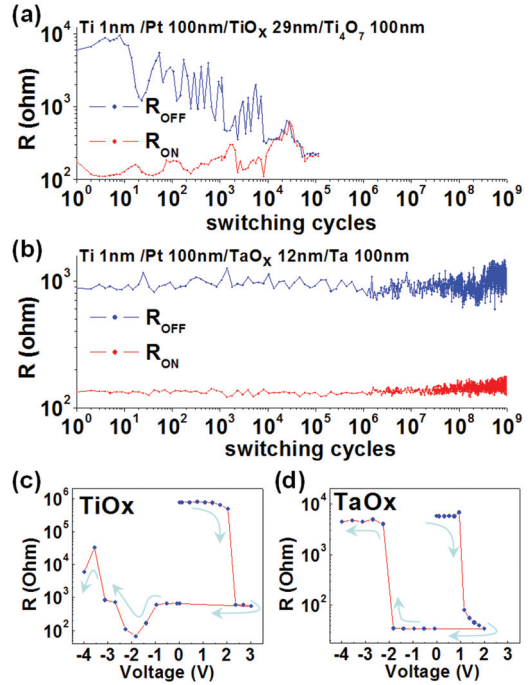 (a)
Ti 1nm /Pt 100nm/TiOX 29nm/Ti4O7 100nm
R (ohm)
10^4
10^3
10^2
ROFF
RON
10^0 10^1 10^2 10^3 10^4 10^5 10^6 10^7 10^8 10^9
switching cycles
(b)
Ti 1nm /Pt 100nm/TaOX 12nm/Ta 100nm
R (ohm)
10^3
10^2
ROFF
RON
10^0 10^1 10^2 10^3 10^4 10^5 10^6 10^7 10^8 10^9
switching cycles
(c)
TiOx
R (Ohm)
10^6
10^5
10^4
10^3
10^2
-4 -3 -2 -1 0 1 2 3
Voltage (V)
(d)
TaOx
R (Ohm)
10^4
10^3
10^2
-4 -3 -2 -1 0 1 2 3
Voltage (V)